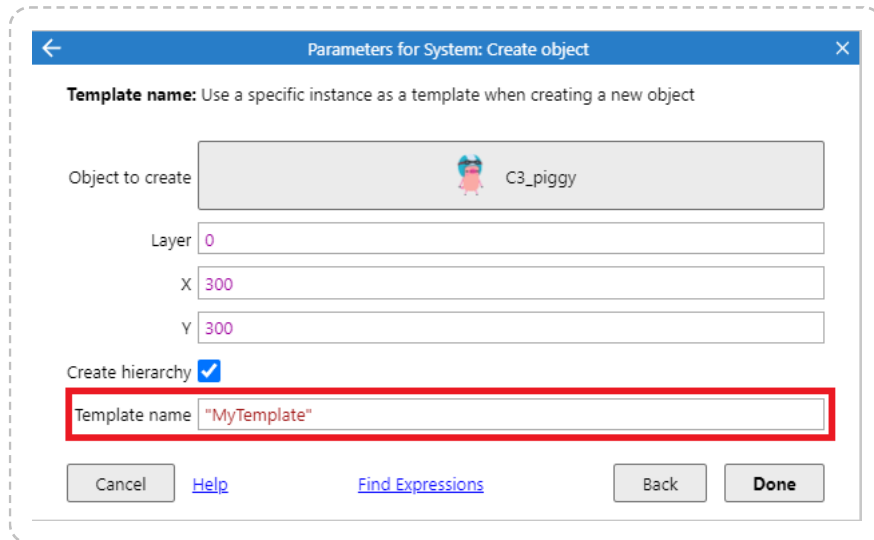 Parameters for System: Create object
Template name: Use a specific instance as a template when creating a new object
Object to create C3_piggy
Layer 0
X 300
Y 300
Create hierarchy
Template name "MyTemplate"
Cancel Help Find Expressions Back Done